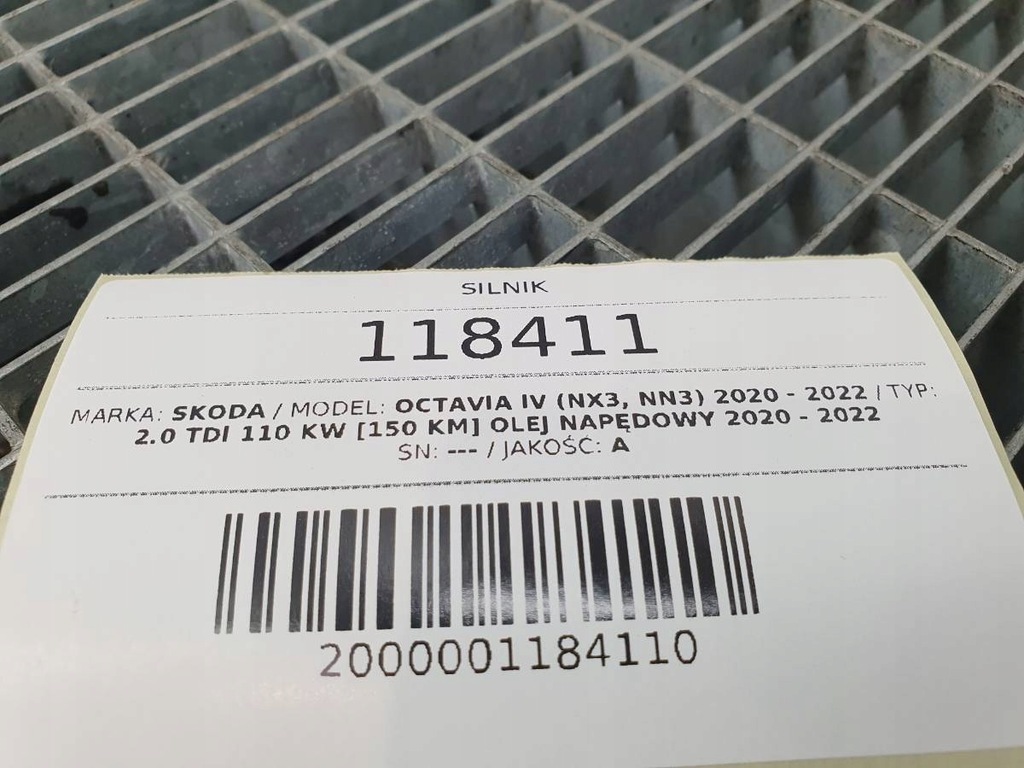 SILNIK
118411
MARKA: SKODA / MODEL: OCTAVIA IV (NX3, NN3) 2020 - 2022 / TYP:
2.0 TDI 110 KW [150 KM] OLEJ NAPĘDOWY 2020 - 2022
SN: --- / JAKOŚĆ: A
2000001184110